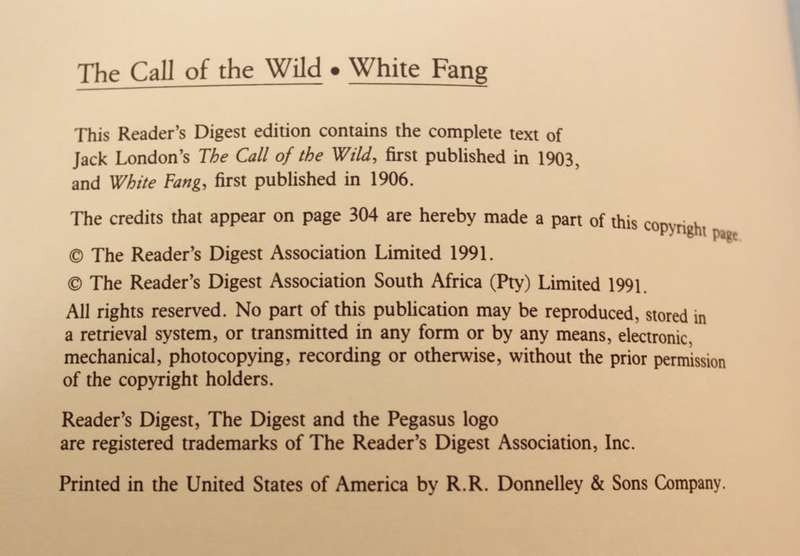 The Call of the Wild • White Fang
This Reader's Digest edition contains the complete text of
Jack London's The Call of the Wild, first published in 1903,
and White Fang, first published in 1906.
The credits that appear on page 304 are hereby made a part of this copyright page.
© The Reader's Digest Association Limited 1991.
© The Reader's Digest Association South Africa (Pty) Limited 1991.
All rights reserved. No part of this publication may be reproduced, stored in
a retrieval system, or transmitted in any form or by any means, electronic,
mechanical, photocopying, recording or otherwise, without the prior permission
of the copyright holders.
Reader's Digest, The Digest and the Pegasus logo
are registered trademarks of The Reader's Digest Association, Inc.
Printed in the United States of America by R.R. Donnelley & Sons Company.